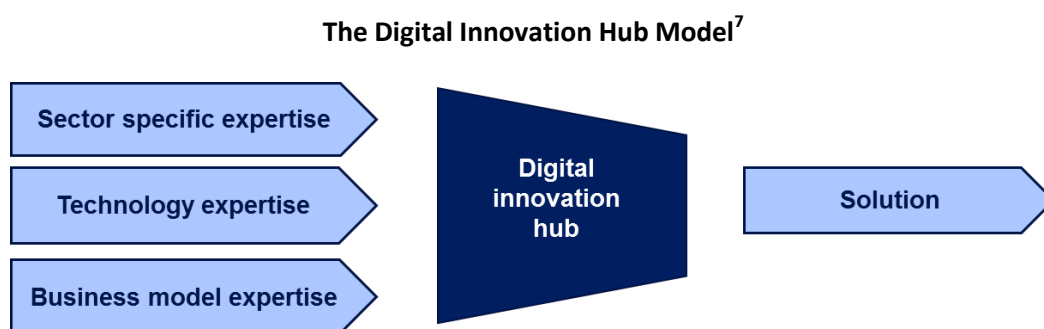 The Digital Innovation Hub Model7
Sector specific expertise
Technology expertise
Business model expertise
Digital
innovation
hub
Solution